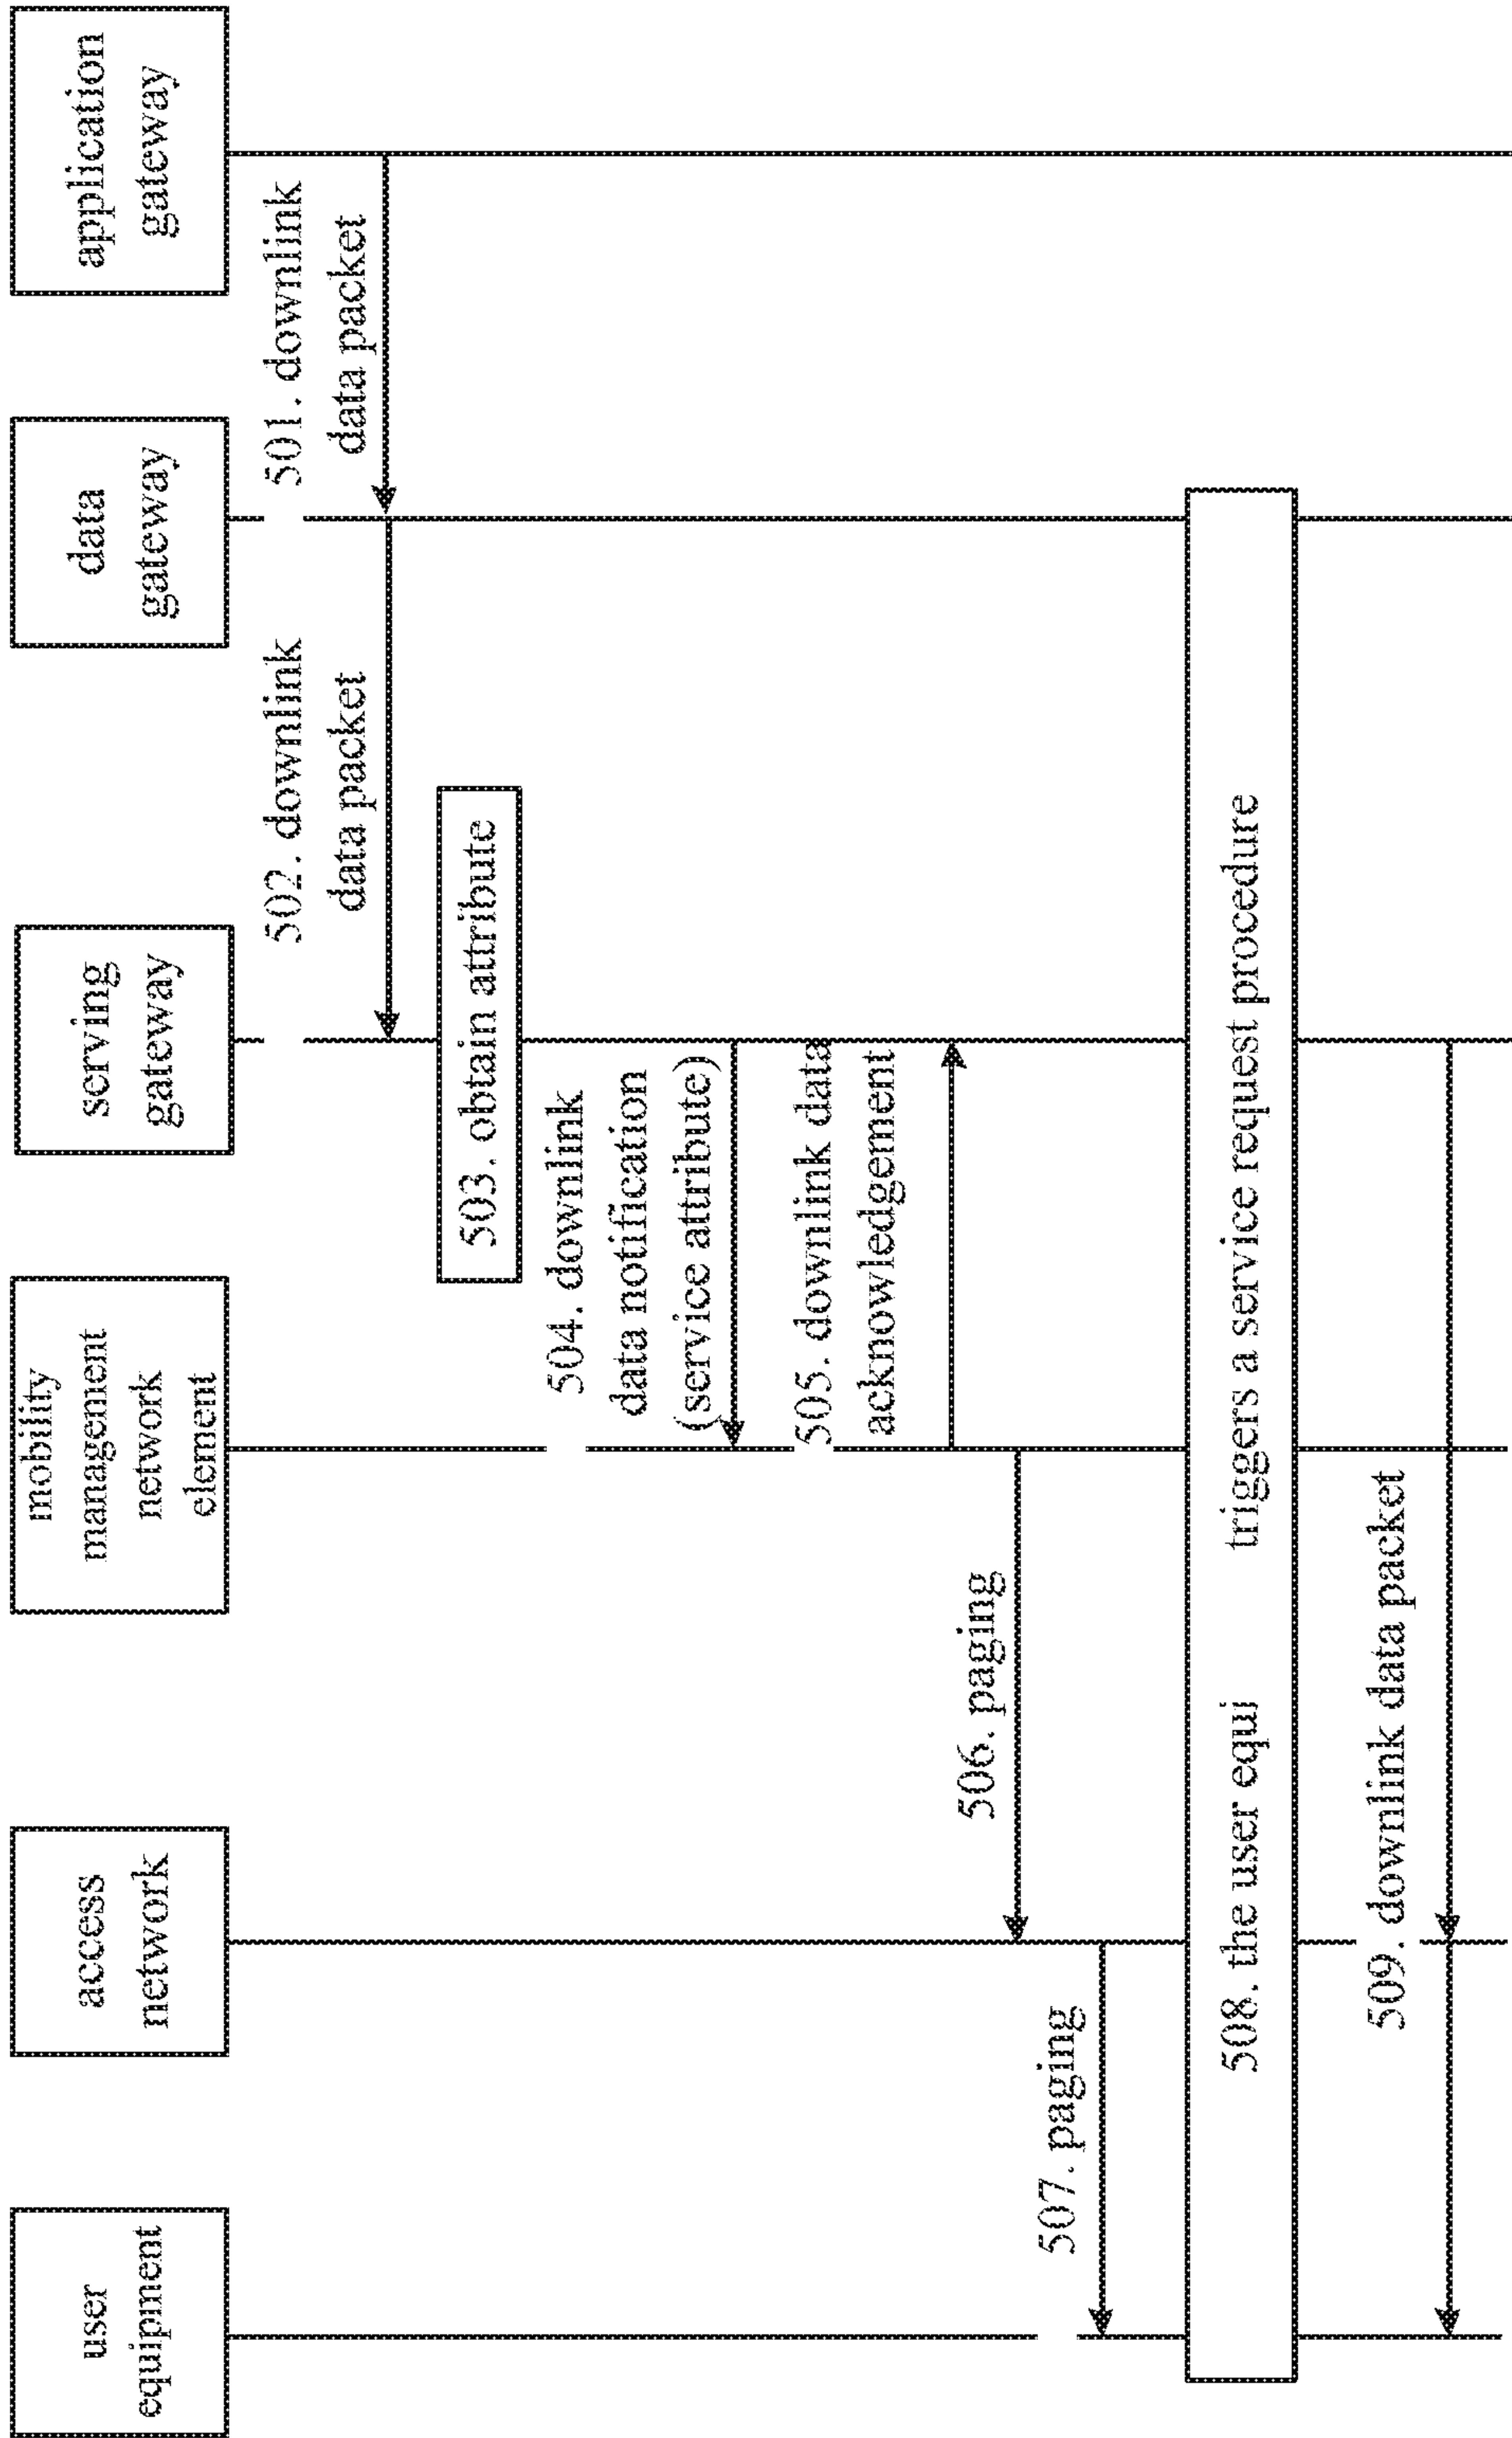 user
equipment
access
network
mobility
management
network
element
serving
gateway
data
gateway
application
gateway
501. downlink
data packet
502. downlink
data packet
503. obtain attribute
504. downlink
data notification
(service attribute)
505. downlink data
acknowledgement
506. paging
507. paging
508. the user equi triggers a service request procedure
509. downlink data packet